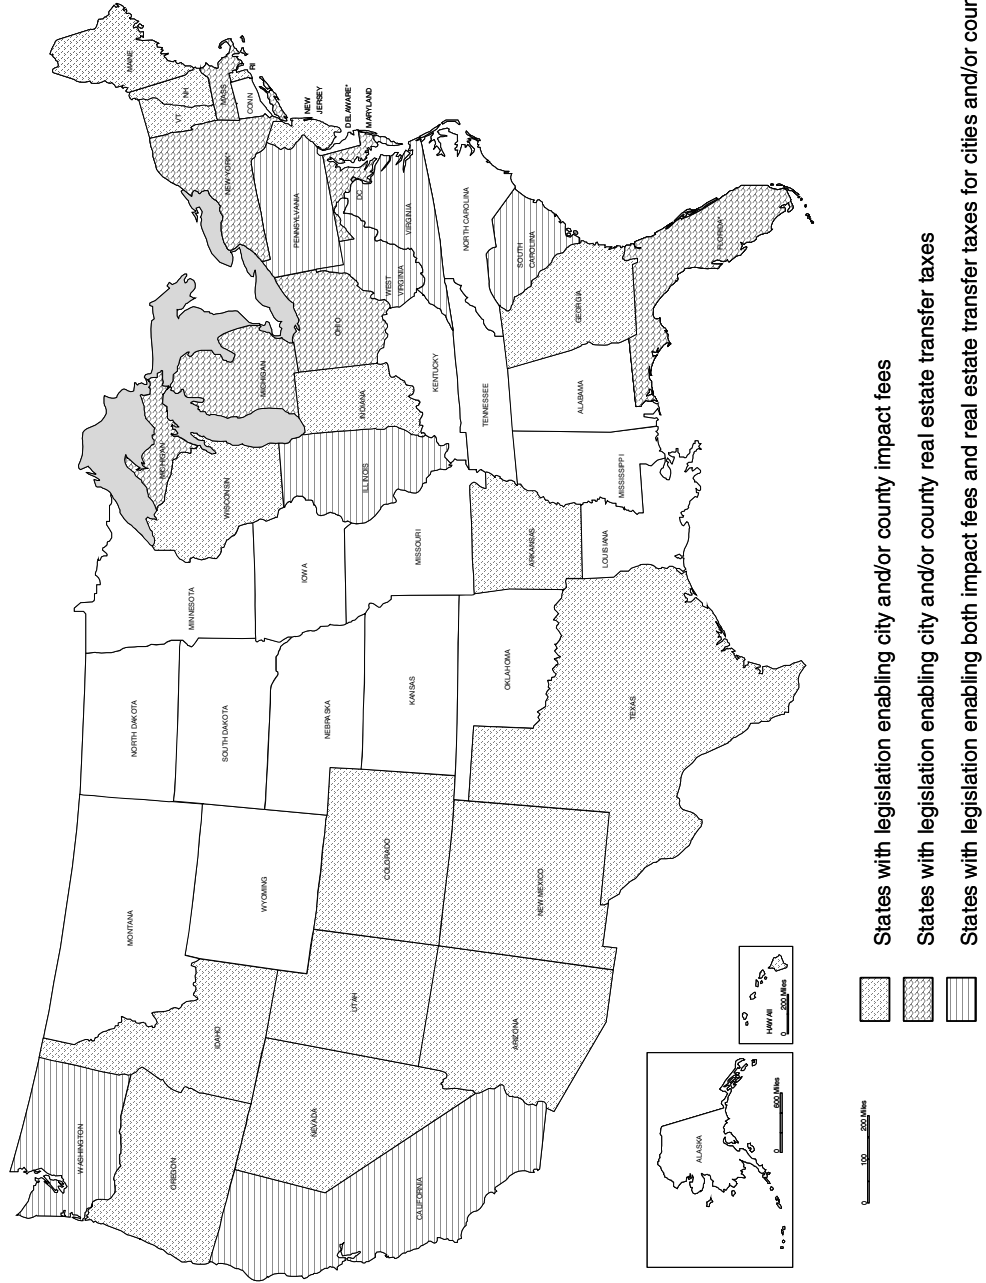 WASHINGTON
OREGON
CALIFORNIA
NEVADA
IDAHO
MONTANA
WYOMING
UTAH
ARIZONA
COLORADO
NEW MEXICO
NORTH DAKOTA
SOUTH DAKOTA
NEBRASKA
KANSAS
OKLAHOMA
TEXAS
MINNESOTA
IOWA
MISSOURI
ARKANSAS
LOUISIANA
WISCONSIN
ILLINOIS
MISSISSIPPI
MICHIGAN
MICHIGAN
INDIANA
KENTUCKY
TENNESSEE
ALABAMA
OHIO
WEST
VIRGINIA
GEORGIA
FLORIDA*
SOUTH
CAROLINA
NORTH CAROLINA
VIRGINIA
DC
PENNSYLVANIA
NEW YORK
VT
NH
MAINE
MASS
CONN
RI
NEW
JERSEY
DELAWARE*
MARYLAND
ALASKA
0 600 Miles
HAWAII
0 200 Miles
0 100 200 Miles
States with legislation enabling city and/or county impact fees
States with legislation enabling city and/or county real estate transfer taxes
States with legislation enabling both impact fees and real estate transfer taxes for cities and/or